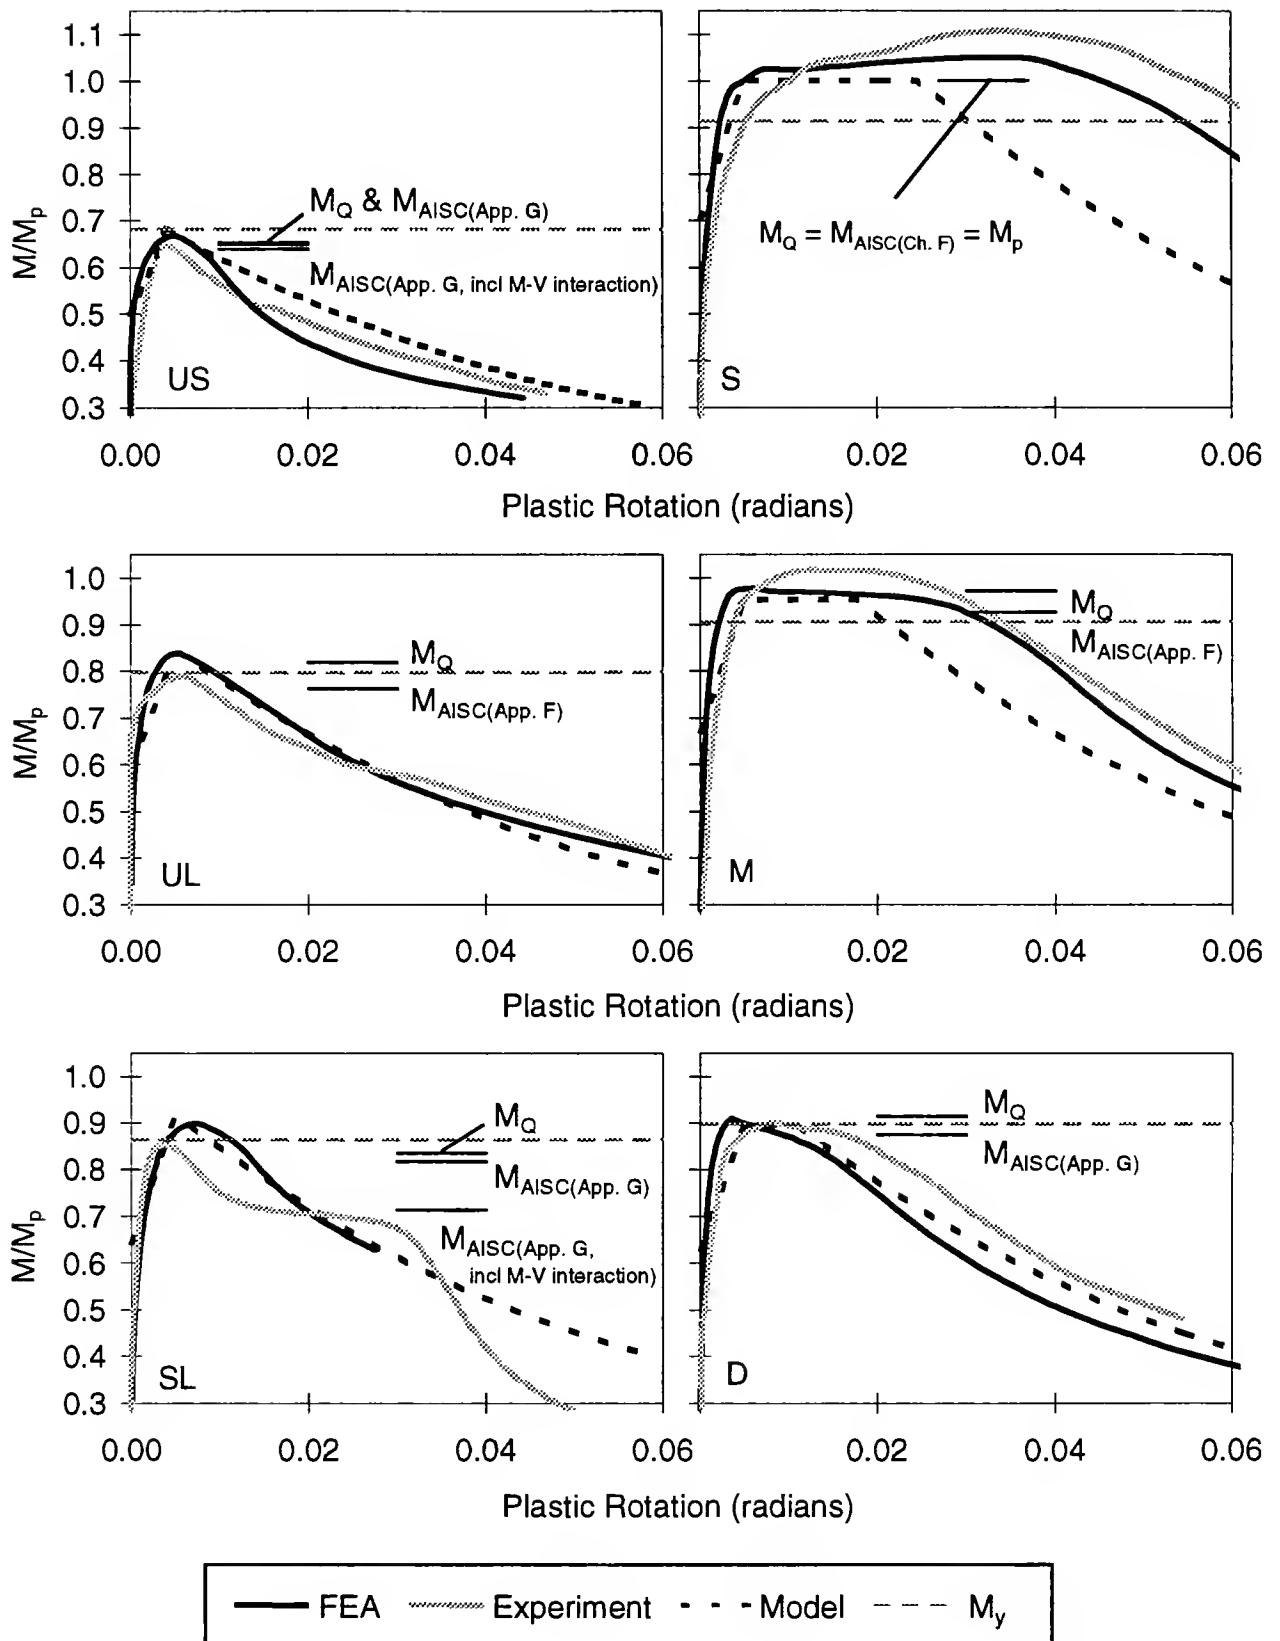 M/Mp
1.1
1.0
0.9
0.8
0.7
0.6
0.5
0.4
0.3
MQ & MAISC(App. G)
MAISC(App. G, incl M-V interaction)
US
MQ = MAISC(Ch. F) = Mp
S
0.00 0.02 0.04 0.06 0.02 0.04 0.06
Plastic Rotation (radians)
M/Mp
1.0
0.9
0.8
0.7
0.6
0.5
0.4
0.3
MQ
MAISC(App. F)
UL
MQ
MAISC(App. F)
M
0.00 0.02 0.04 0.06 0.02 0.04 0.06
Plastic Rotation (radians)
M/Mp
1.0
0.9
0.8
0.7
0.6
0.5
0.4
0.3
MQ
MAISC(App. G)
MAISC(App. G,
incl M-V interaction)
SL
MQ
MAISC(App. G)
D
0.00 0.02 0.04 0.06 0.02 0.04 0.06
Plastic Rotation (radians)
FEA Experiment Model My